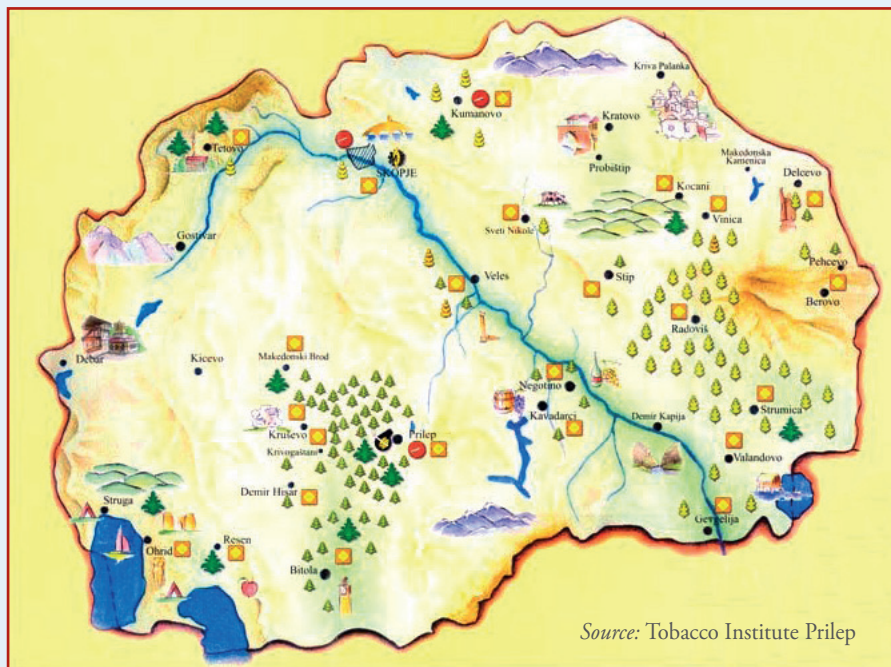 Kriva Palanka
Kumanovo
Kratovo
Tetovo
SKOPJE
Probištip
Makedonska
Kamenica
Delcevo
Kocani
Vinica
Sveti Nikole
Gostivar
Pehcevo
Veles
Stip
Berovo
Radoviš
Debar
Kicevo
Makedonski Brod
Negotino
Kavadarci
Strumica
Demir Kapija
Kruševo
Prilep
Krivogaštani
Valandovo
Demir Hisar
Struga
Gevgelija
Ohrid
Resen
Bitola
Source: Tobacco Institute Prilep